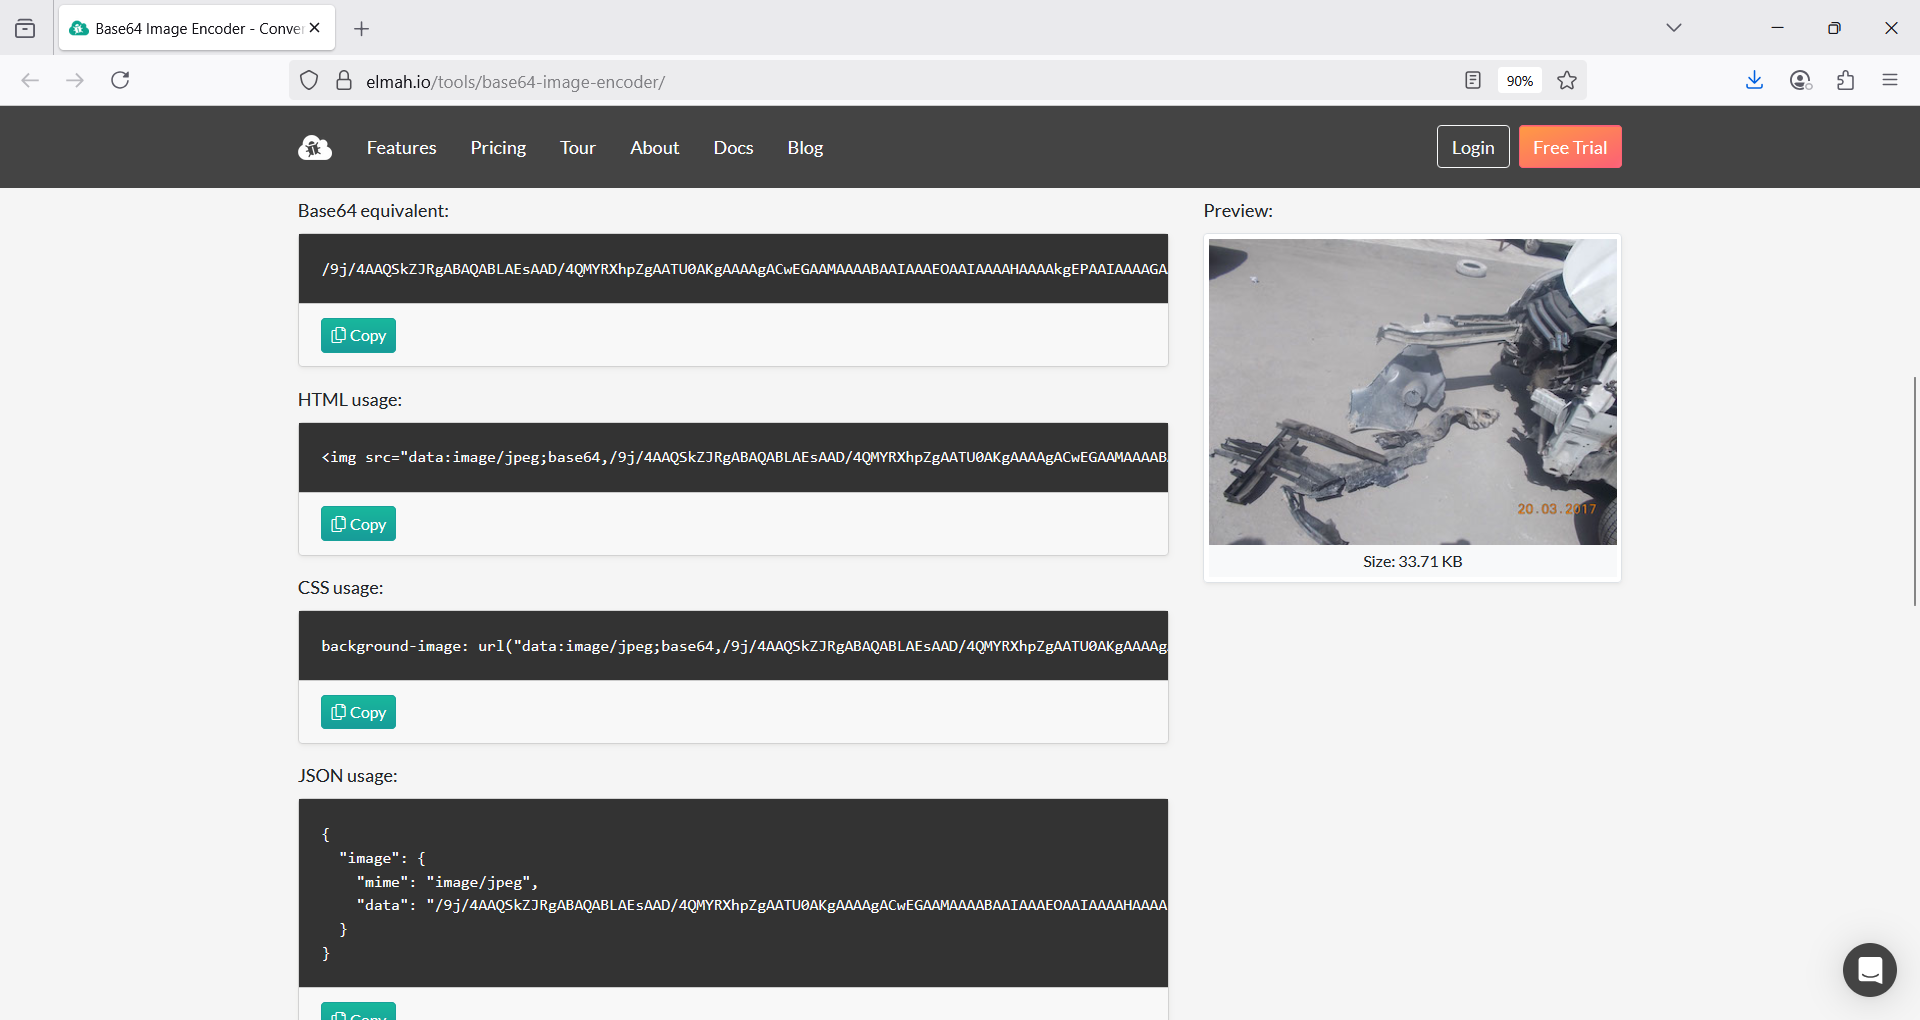 Base64 Image Encoder - Conver
elmah.io/tools/base64-image-encoder/
90%
Features Pricing Tour About Docs Blog Login Free Trial
Base64 equivalent:
/9j/4AAQSkZJRgABAQABLAEsAAD/4QMYRXhpZgAATU0AKgAAAAgACwEGAAMAAAABAAIAAAEOAAIAAAAHAAAAkgEPAAIAAAAGA
Copy
HTML usage:
<img src="data:image/jpeg;base64,/9j/4AAQSkZJRgABAQABLAEsAAD/4QMYRXhpZgAATU0AKgAAAAgACwEGAAMAAAAB
Copy
CSS usage:
background-image: url("data:image/jpeg;base64,/9j/4AAQSkZJRgABAQABLAEsAAD/4QMYRXhpZgAATU0AKgAAAAg
Copy
JSON usage:
{
"image": {
"mime": "image/jpeg",
"data": "/9j/4AAQSkZJRgABAQABLAEsAAD/4QMYRXhpZgAATU0AKgAAAAgACwEGAAMAAAABAAIAAAEOAAIAAAAHAAAA
}
}
Copy
Preview:
20.03.2017
Size: 33.71 KB